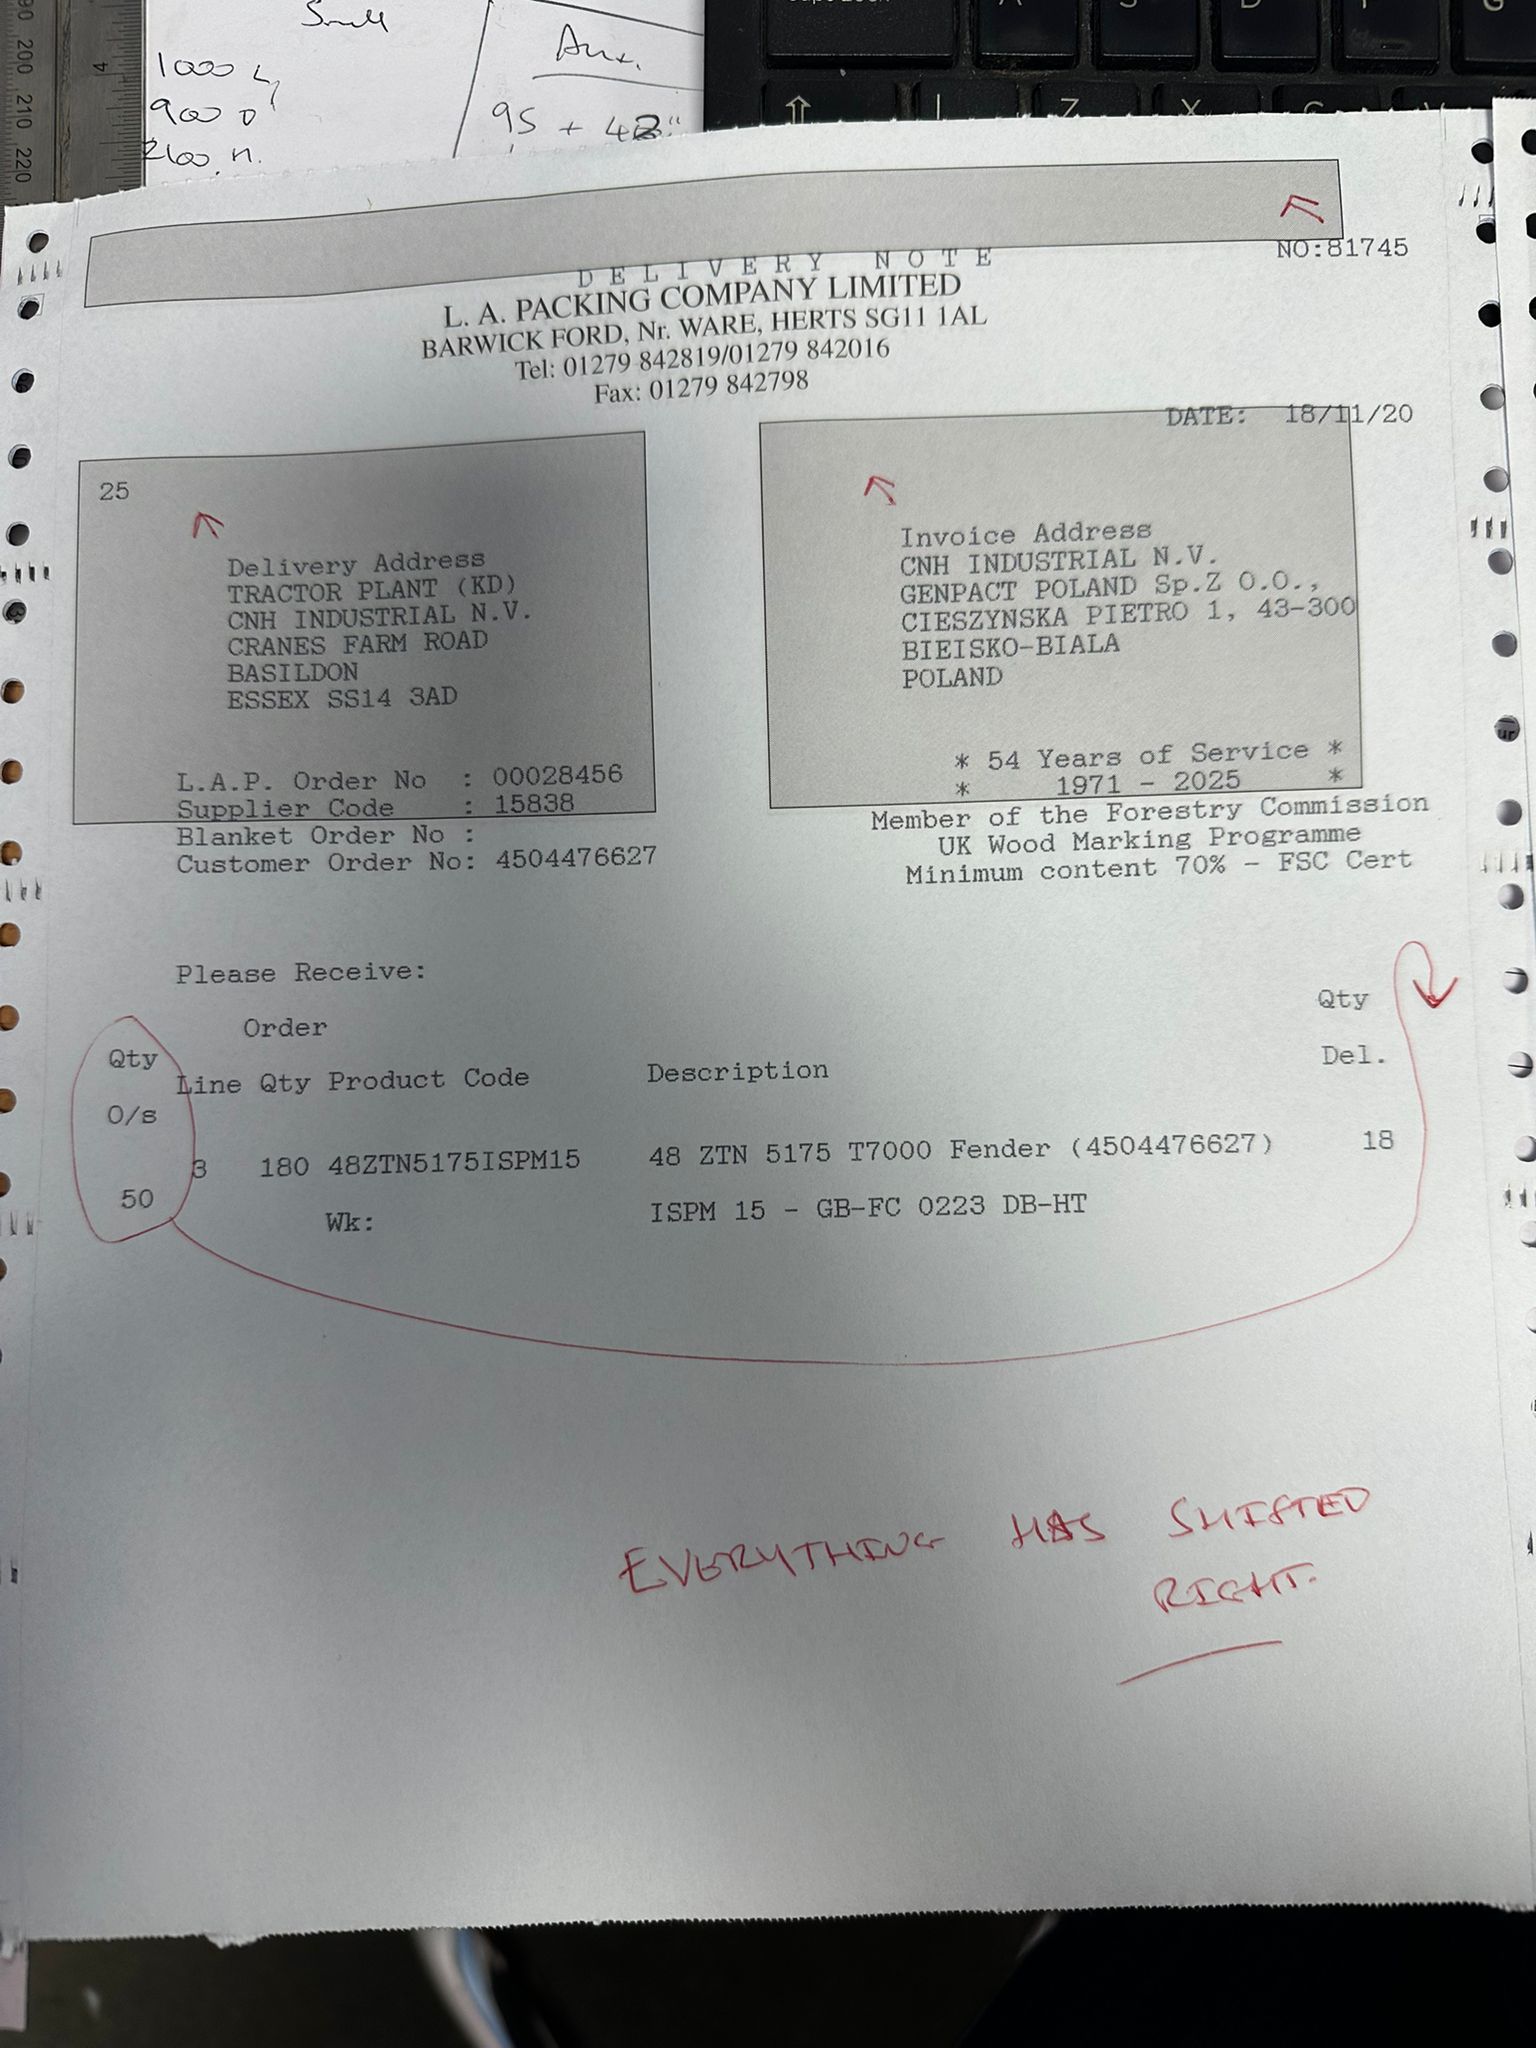 Small
1000 L
900 D
2100 H.
95 + 48"
A S D F G
Z X C V
190 200 210 220
4
NO:81745
DELIVERY NOTE
L. A. PACKING COMPANY LIMITED
BARWICK FORD, Nr. WARE, HERTS SG11 1AL
Tel: 01279 842819/01279 842016
Fax: 01279 842798
DATE: 18/11/20
25
Delivery Address
TRACTOR PLANT (KD)
CNH INDUSTRIAL N.V.
CRANES FARM ROAD
BASILDON
ESSEX SS14 3AD
Invoice Address
CNH INDUSTRIAL N.V.
GENPACT POLAND Sp.Z O.O.,
CIESZYNSKA PIETRO 1, 43-300
BIEISKO-BIALA
POLAND
L.A.P. Order No : 00028456
Supplier Code : 15838
Blanket Order No :
Customer Order No: 4504476627
* 54 Years of Service *
* 1971 - 2025 *
Member of the Forestry Commission
UK Wood Marking Programme
Minimum content 70% - FSC Cert
Please Receive:
Order Qty
Qty Line Qty Product Code Description Del.
O/s
3 180 48ZTN5175ISPM15 48 ZTN 5175 T7000 Fender (4504476627) 18
50
Wk: ISPM 15 - GB-FC 0223 DB-HT
EVERYTHING HAS SHIFTED
RIGHT.